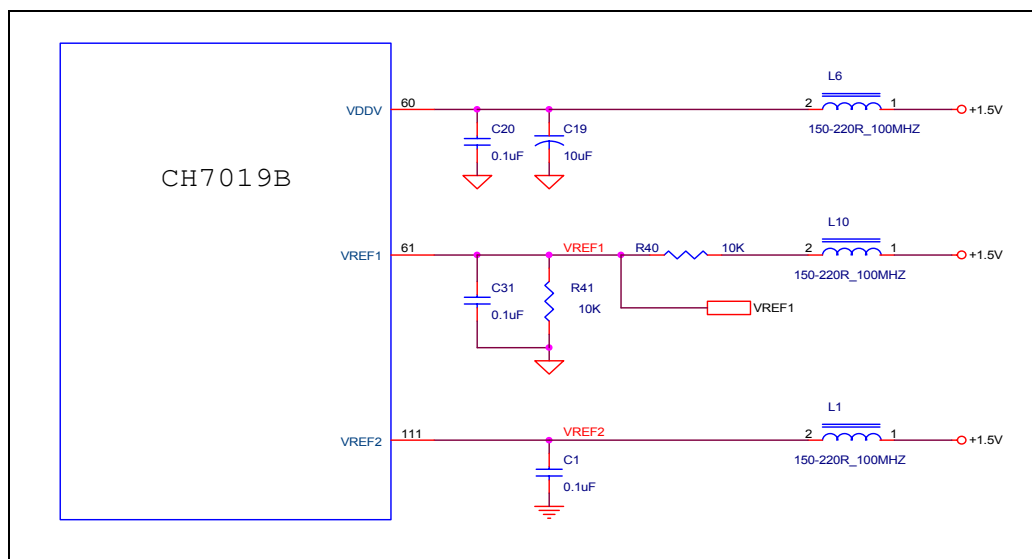 L6
VDDV 60 2 1 +1.5V
C20 C19 150-220R_100MHZ
0.1uF 10uF
CH7019B
L10
VREF1 61 VREF1 R40 10K 2 1 +1.5V
C31 R41 150-220R_100MHZ
0.1uF 10K VREF1
L1
VREF2 111 VREF2 2 1 +1.5V
C1 150-220R_100MHZ
0.1uF